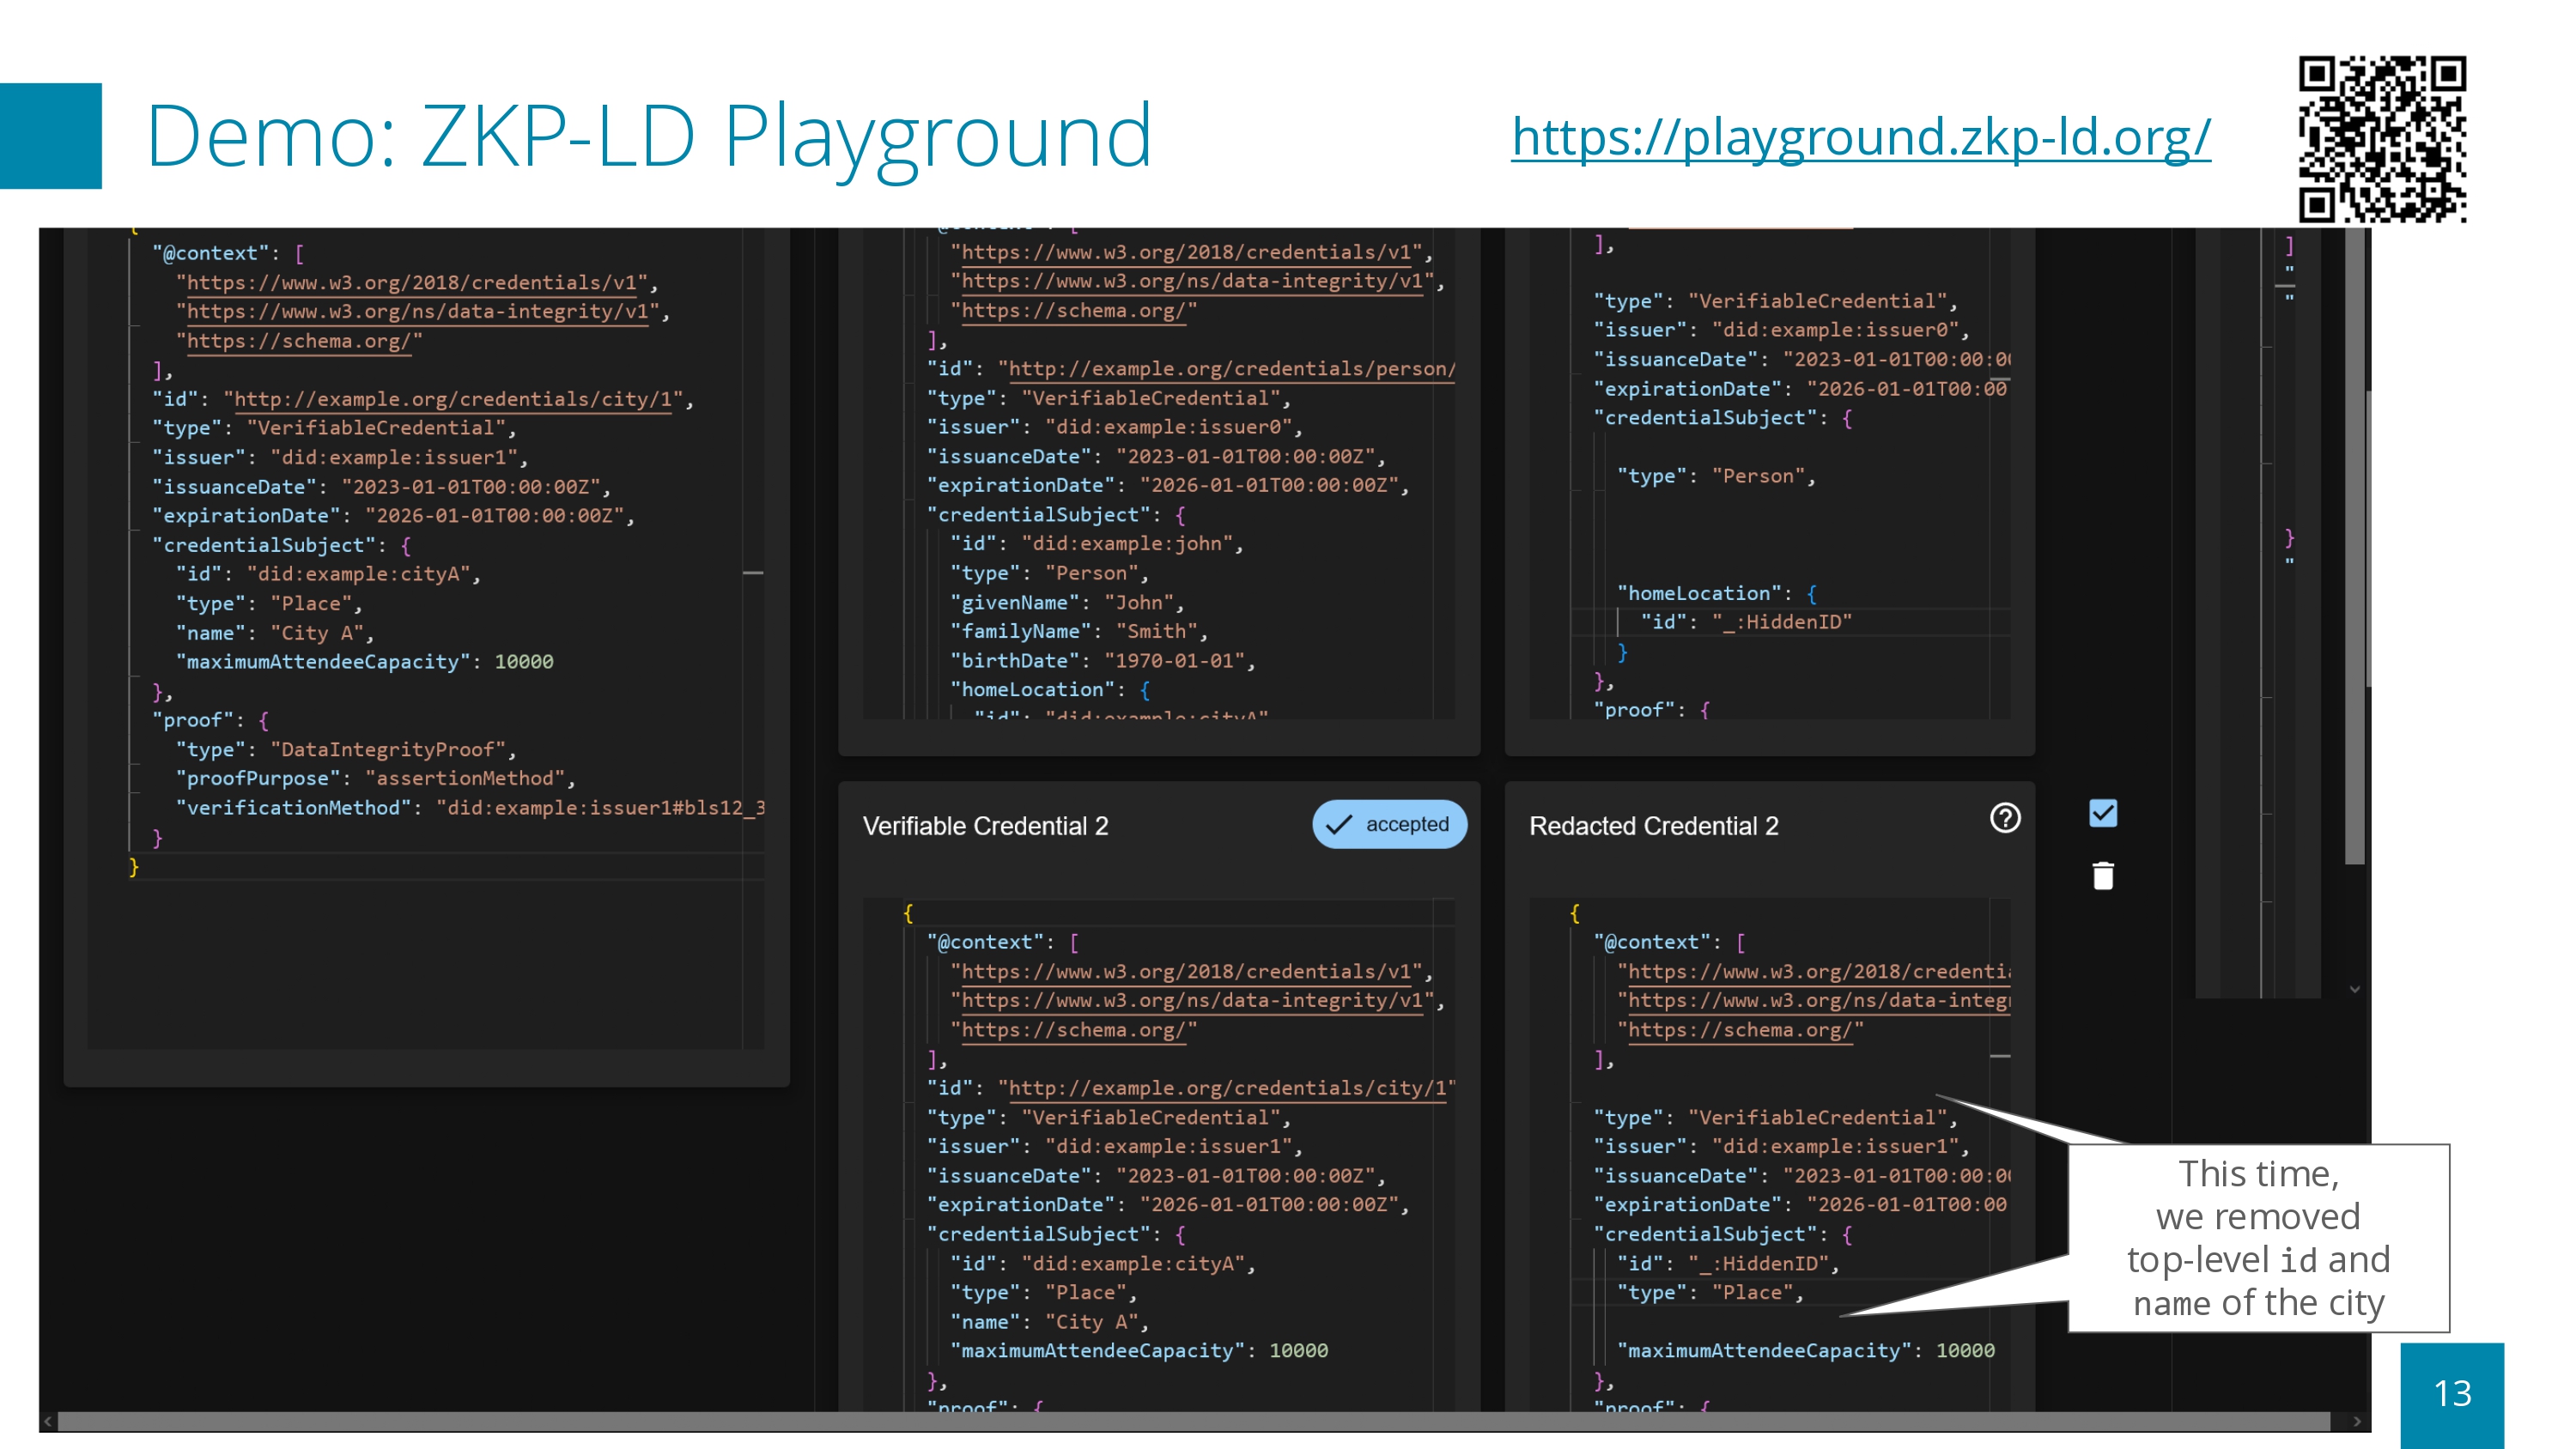 Demo: ZKP-LD Playground
https://playground.zkp-ld.org/
{
"@context": [
"https://www.w3.org/2018/credentials/v1",
"https://www.w3.org/ns/data-integrity/v1",
"https://schema.org/"
],
"id": "http://example.org/credentials/city/1",
"type": "VerifiableCredential",
"issuer": "did:example:issuer1",
"issuanceDate": "2023-01-01T00:00:00Z",
"expirationDate": "2026-01-01T00:00:00Z",
"credentialSubject": {
"id": "did:example:cityA",
"type": "Place",
"name": "City A",
"maximumAttendeeCapacity": 10000
},
"proof": {
"type": "DataIntegrityProof",
"proofPurpose": "assertionMethod",
"verificationMethod": "did:example:issuer1#bls12_3
}
}
"@context": [
"https://www.w3.org/2018/credentials/v1",
"https://www.w3.org/ns/data-integrity/v1",
"https://schema.org/"
],
"id": "http://example.org/credentials/person/
"type": "VerifiableCredential",
"issuer": "did:example:issuer0",
"issuanceDate": "2023-01-01T00:00:00Z",
"expirationDate": "2026-01-01T00:00:00Z",
"credentialSubject": {
"id": "did:example:john",
"type": "Person",
"givenName": "John",
"familyName": "Smith",
"birthDate": "1970-01-01",
"homeLocation": {
"id": "did:example:cityA"
],
"type": "VerifiableCredential",
"issuer": "did:example:issuer0",
"issuanceDate": "2023-01-01T00:00:00
"expirationDate": "2026-01-01T00:00
"credentialSubject": {
"type": "Person",
"homeLocation": {
"id": "_:HiddenID"
}
},
"proof": {
]
"
"
}
"
Verifiable Credential 2
accepted
{
"@context": [
"https://www.w3.org/2018/credentials/v1",
"https://www.w3.org/ns/data-integrity/v1",
"https://schema.org/"
],
"id": "http://example.org/credentials/city/1"
"type": "VerifiableCredential",
"issuer": "did:example:issuer1",
"issuanceDate": "2023-01-01T00:00:00Z",
"expirationDate": "2026-01-01T00:00:00Z",
"credentialSubject": {
"id": "did:example:cityA",
"type": "Place",
"name": "City A",
"maximumAttendeeCapacity": 10000
},
"proof": {
Redacted Credential 2
{
"@context": [
"https://www.w3.org/2018/credentia
"https://www.w3.org/ns/data-integr
"https://schema.org/"
],
"type": "VerifiableCredential",
"issuer": "did:example:issuer1",
"issuanceDate": "2023-01-01T00:00:00
"expirationDate": "2026-01-01T00:00
"credentialSubject": {
"id": "_:HiddenID",
"type": "Place",
"maximumAttendeeCapacity": 10000
},
"proof": {
This time,
we removed
top-level id and
name of the city
13